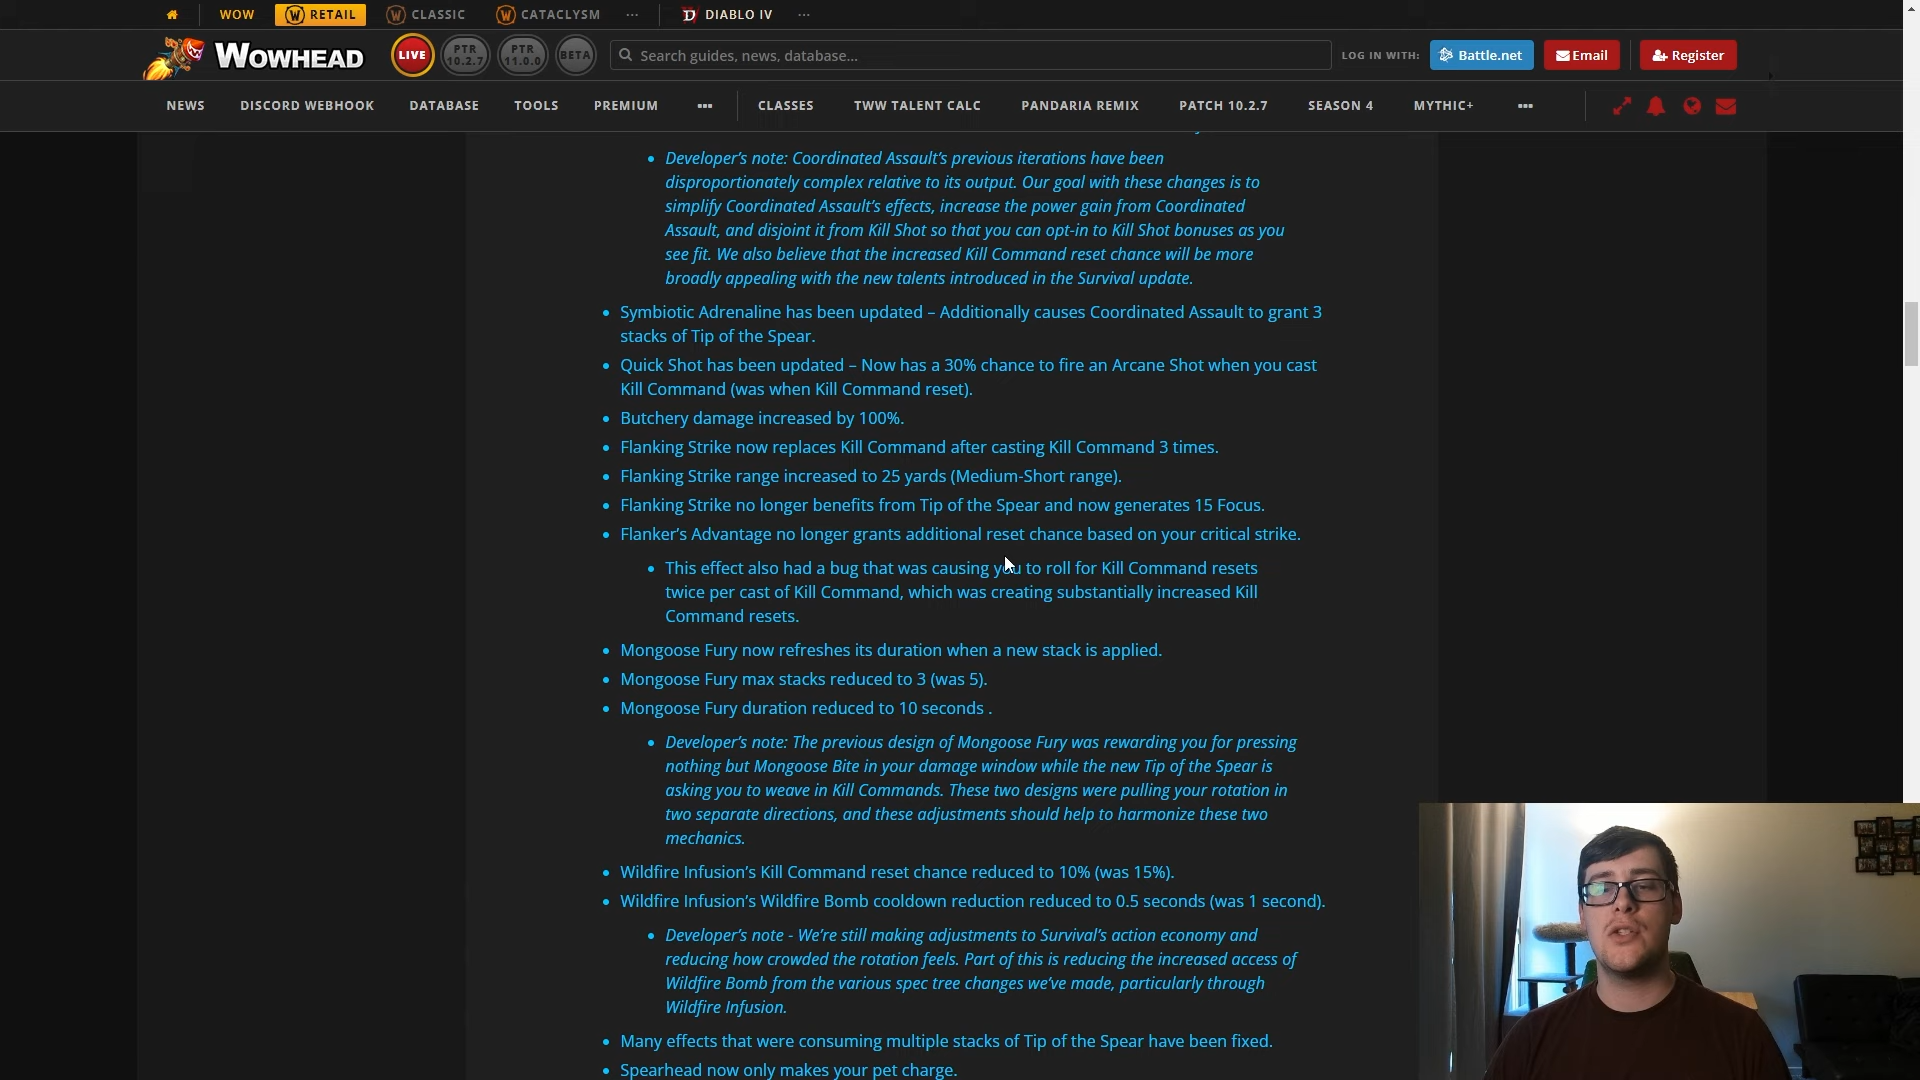 WOW
RETAIL
CLASSIC
CATACLYSM
DIABLO IV
WOWHEAD
LIVE
PTR
10.2.7
PTR
11.0.0
BETA
Search guides, news, database...
LOG IN WITH:
Battle.net
Email
Register
NEWS
DISCORD WEBHOOK
DATABASE
TOOLS
PREMIUM
CLASSES
TWW TALENT CALC
PANDARIA REMIX
PATCH 10.2.7
SEASON 4
MYTHIC+
Developer's note: Coordinated Assault's previous iterations have been
disproportionately complex relative to its output. Our goal with these changes is to
simplify Coordinated Assault's effects, increase the power gain from Coordinated
Assault, and disjoint it from Kill Shot so that you can opt-in to Kill Shot bonuses as you
see fit. We also believe that the increased Kill Command reset chance will be more
broadly appealing with the new talents introduced in the Survival update.
Symbiotic Adrenaline has been updated – Additionally causes Coordinated Assault to grant 3
stacks of Tip of the Spear.
Quick Shot has been updated – Now has a 30% chance to fire an Arcane Shot when you cast
Kill Command (was when Kill Command reset).
Butchery damage increased by 100%.
Flanking Strike now replaces Kill Command after casting Kill Command 3 times.
Flanking Strike range increased to 25 yards (Medium-Short range).
Flanking Strike no longer benefits from Tip of the Spear and now generates 15 Focus.
Flanker's Advantage no longer grants additional reset chance based on your critical strike.
This effect also had a bug that was causing you to roll for Kill Command resets
twice per cast of Kill Command, which was creating substantially increased Kill
Command resets.
Mongoose Fury now refreshes its duration when a new stack is applied.
Mongoose Fury max stacks reduced to 3 (was 5).
Mongoose Fury duration reduced to 10 seconds .
Developer's note: The previous design of Mongoose Fury was rewarding you for pressing
nothing but Mongoose Bite in your damage window while the new Tip of the Spear is
asking you to weave in Kill Commands. These two designs were pulling your rotation in
two separate directions, and these adjustments should help to harmonize these two
mechanics.
Wildfire Infusion's Kill Command reset chance reduced to 10% (was 15%).
Wildfire Infusion's Wildfire Bomb cooldown reduction reduced to 0.5 seconds (was 1 second).
Developer's note - We're still making adjustments to Survival's action economy and
reducing how crowded the rotation feels. Part of this is reducing the increased access of
Wildfire Bomb from the various spec tree changes we've made, particularly through
Wildfire Infusion.
Many effects that were consuming multiple stacks of Tip of the Spear have been fixed.
Spearhead now only makes your pet charge.